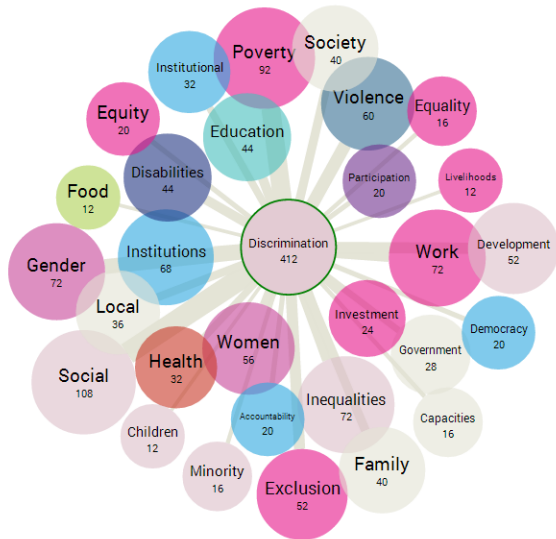 Society
40
Poverty
92
Institutional
32
Violence
60
Equality
16
Equity
20
Education
44
Disabilities
44
Participation
20
Livelihoods
12
Food
12
Discrimination
412
Work
72
Development
52
Institutions
68
Gender
72
Local
36
Investment
24
Democracy
20
Women
56
Government
28
Health
32
Social
108
Inequalities
72
Accountability
20
Capacities
16
Children
12
Minority
16
Family
40
Exclusion
52